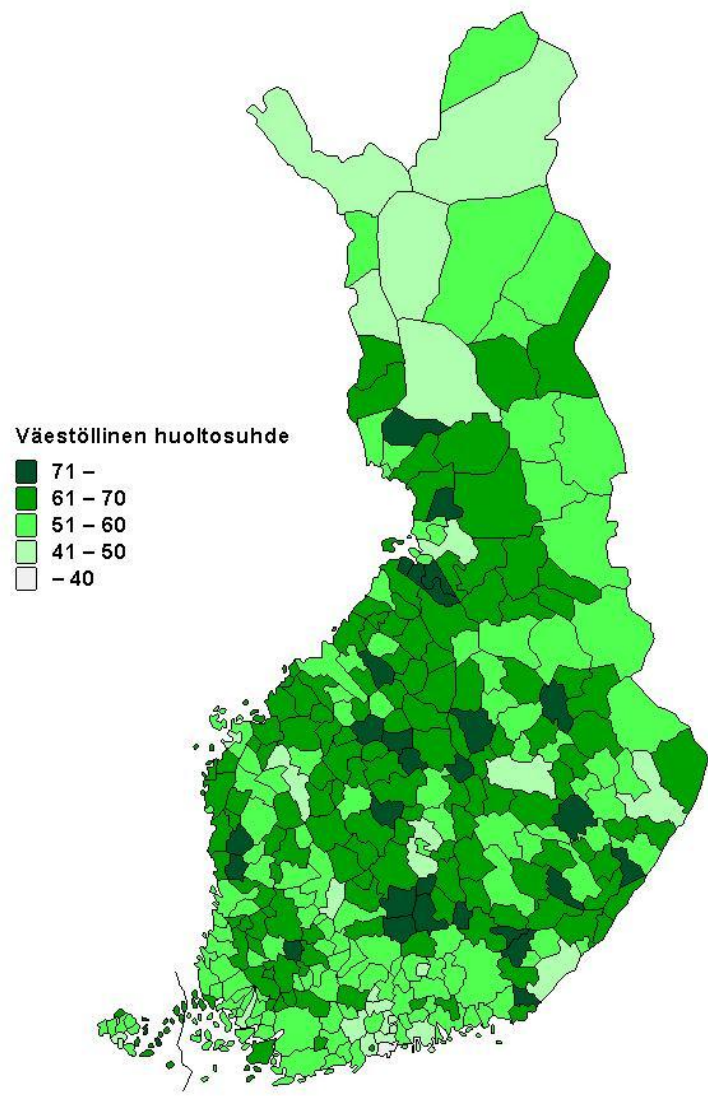 Väestöllinen huoltosuhde
71 –
61 – 70
51 – 60
41 – 50
– 40